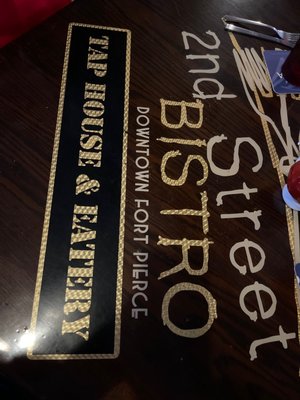 2nd Street
BISTRO
DOWNTOWN FORT PIERCE
TAP HOUSE & EATERY